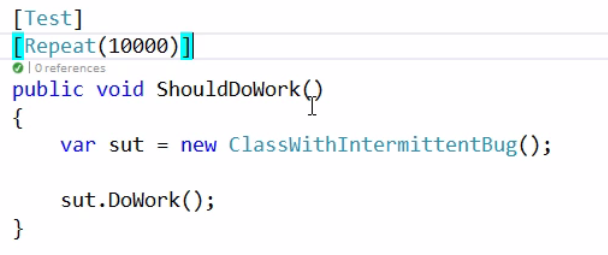 [Test]
[Repeat(10000)]
0 references
public void ShouldDoWork()
{
    var sut = new ClassWithIntermittentBug();
    sut.DoWork();
}